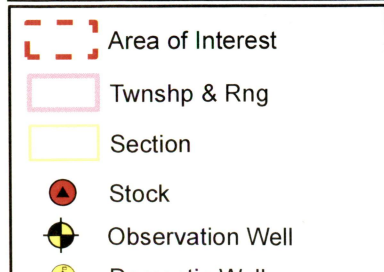 Area of Interest
Twnshp & Rng
Section
Stock
Observation Well